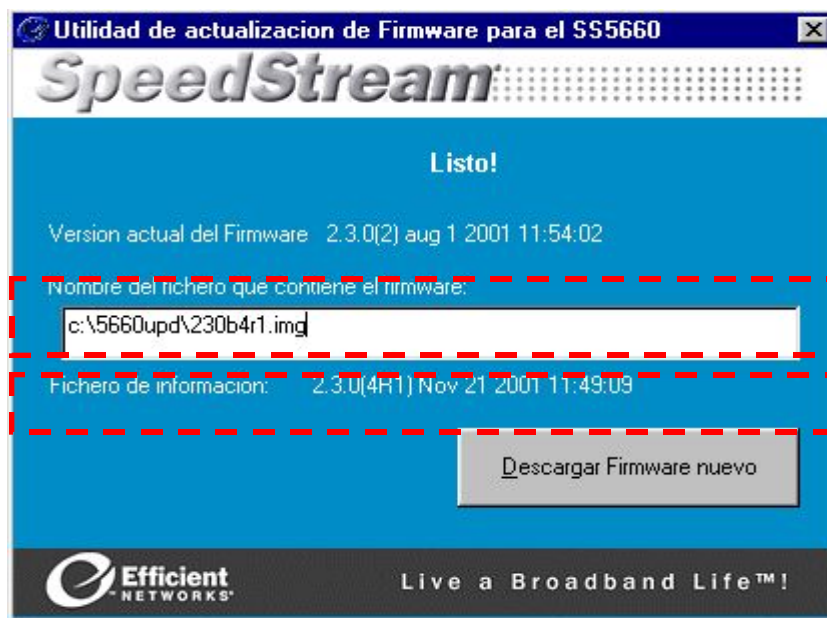 Utilidad de actualizacion de Firmware para el SS5660
SpeedStream
Listo!
Version actual del Firmware 2.3.0(2) aug 1 2001 11:54:02
Nombre del fichero que contiene el firmware:
c:\5660upd\230b4r1.img
Fichero de informacion: 2.3.0(4R1) Nov 21 2001 11:49:09
Descargar Firmware nuevo
Efficient
NETWORKS
Live a Broadband Life™!